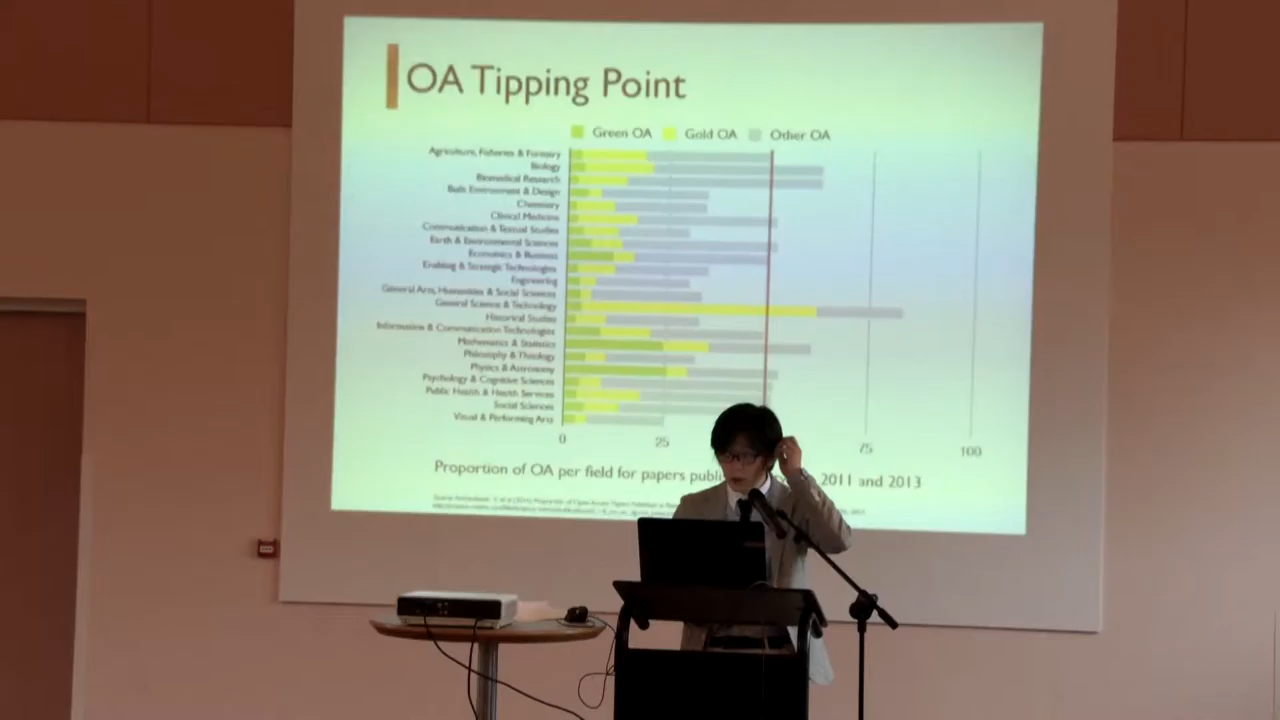 OA Tipping Point
Green OA Gold OA Other OA
Agriculture, Fisheries & Forestry
Biology
Biomedical Research
Built Environment & Design
Chemistry
Clinical Medicine
Communication & Textual Studies
Earth & Environmental Sciences
Economics & Business
Enabling & Strategic Technologies
Engineering
General Arts, Humanities & Social Sciences
General Science & Technology
Historical Studies
Information & Communication Technologies
Mathematics & Statistics
Philosophy & Theology
Physics & Astronomy
Psychology & Cognitive Sciences
Public Health & Health Services
Social Sciences
Visual & Performing Arts
0 25 75 100
Proportion of OA per field for papers 2011 and 2013